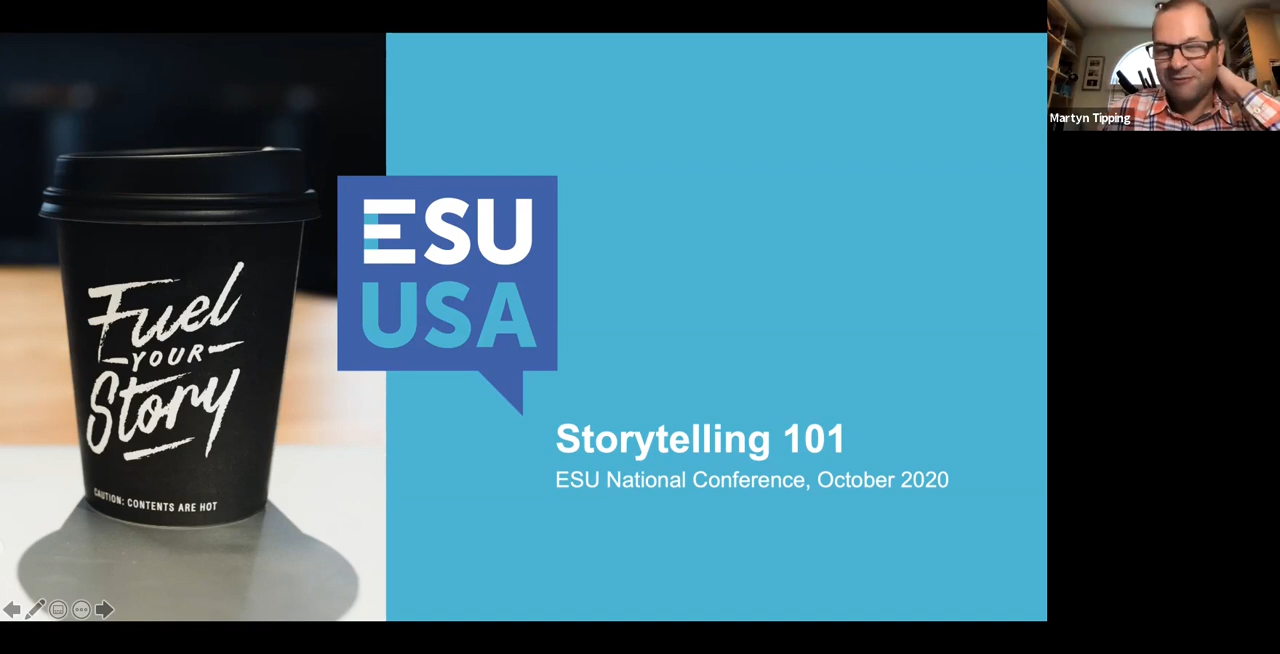 Fuel
YOUR
Story
CAUTION: CONTENTS ARE HOT
ESU
USA
Storytelling 101
ESU National Conference, October 2020
Martyn Tipping